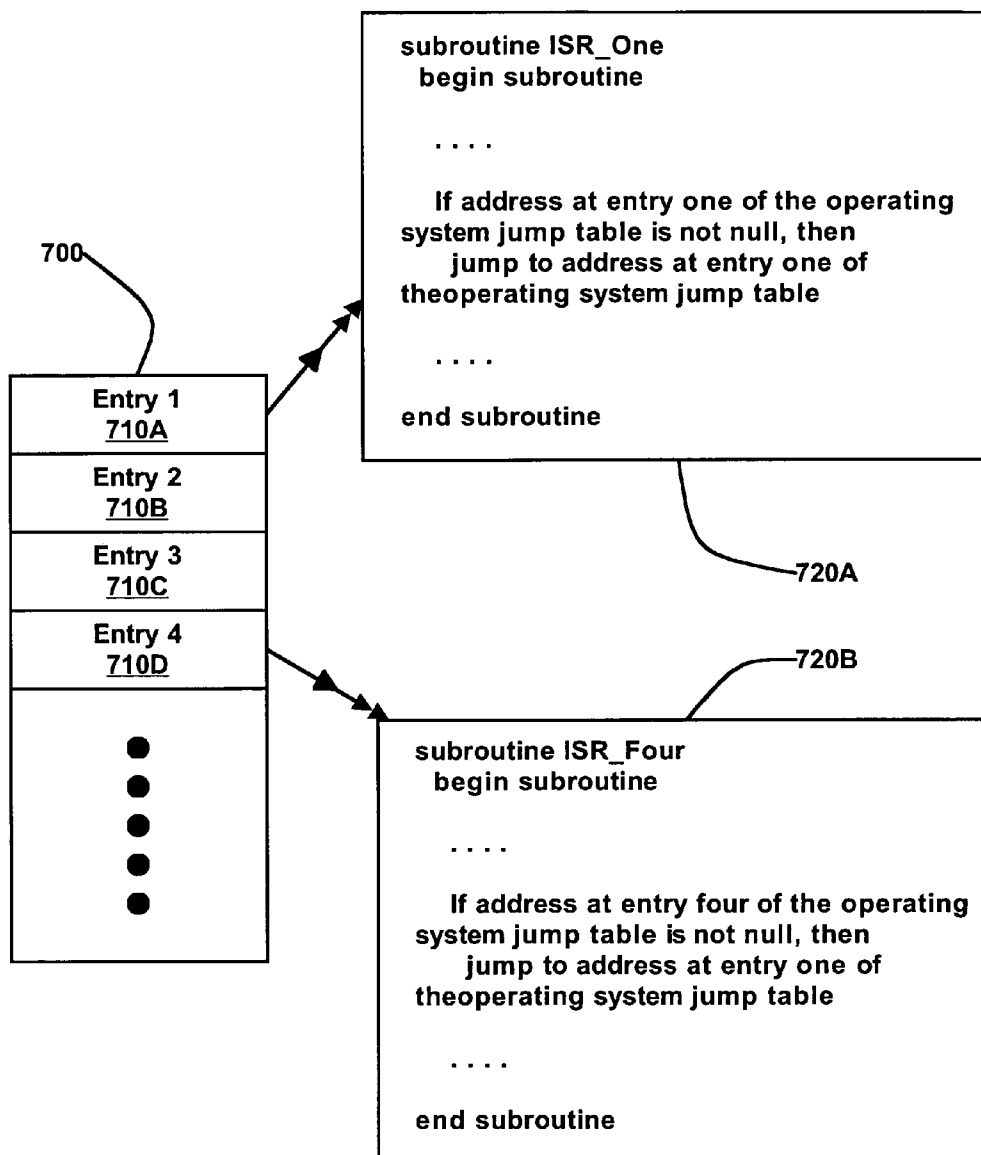 subroutine ISR_One
begin subroutine
. . . .
If address at entry one of the operating
system jump table is not null, then
jump to address at entry one of
theoperating system jump table
. . . .
end subroutine
700
Entry 1
710A
Entry 2
710B
Entry 3
710C
Entry 4
710D
720A
720B
subroutine ISR_Four
begin subroutine
. . . .
If address at entry four of the operating
system jump table is not null, then
jump to address at entry one of
theoperating system jump table
. . . .
end subroutine